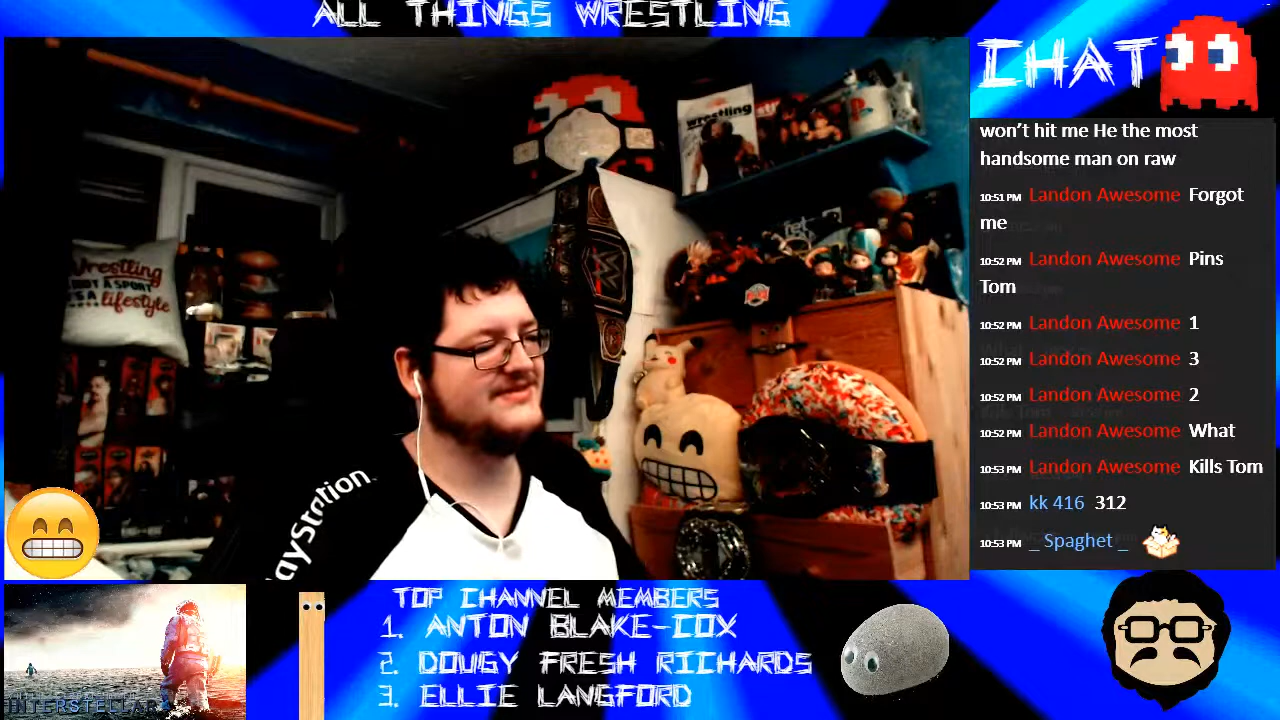 ALL THINGS WRESTLING
CHAT
won't hit me He the most
handsome man on raw
10:51 PM Landon Awesome Forgot
me
10:52 PM Landon Awesome Pins
Tom
10:52 PM Landon Awesome 1
10:52 PM Landon Awesome 3
10:52 PM Landon Awesome 2
10:52 PM Landon Awesome What
10:53 PM Landon Awesome Kills Tom
10:53 PM kk 416 312
10:53 PM _ Spaghet _
wrestling
Wrestling
lifestyle
PlayStation
INTERSTELLAR
TOP CHANNEL MEMBERS
1. ANTON BLAKE-COX
2. DOUGY FRESH RICHARDS
3. ELLIE LANGFORD